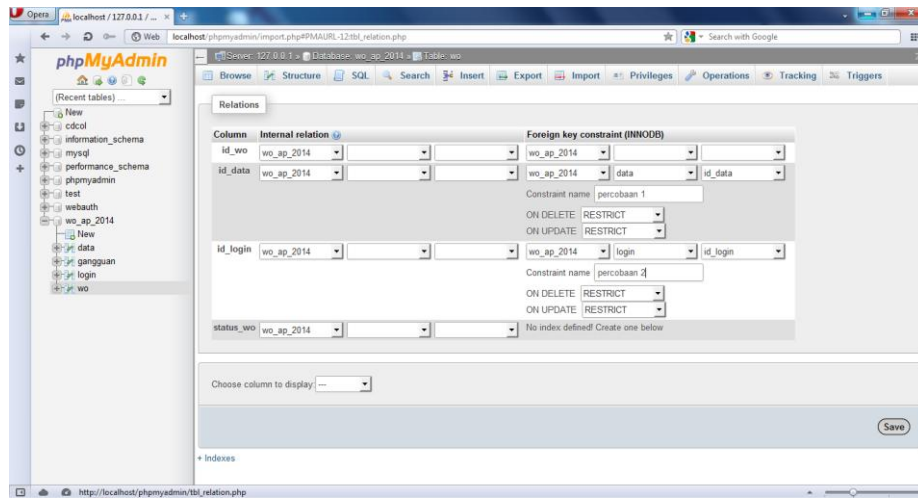 Opera
localhost / 127.0.0.1 / ...
Web localhost/phpmyadmin/import.php#PMAURL-12:tbl_relation.php
Search with Google
phpMyAdmin
(Recent tables) ...
New
cdcol
information_schema
mysql
performance_schema
phpmyadmin
test
webauth
wo_ap_2014
New
data
gangguan
login
wo
Server: 127.0.0.1 » Database: wo_ap_2014 » Table: wo
Browse Structure SQL Search Insert Export Import Privileges Operations Tracking Triggers
Relations
Column Internal relation Foreign key constraint (INNODB)
id_wo wo_ap_2014 wo_ap_2014
id_data wo_ap_2014 wo_ap_2014 data id_data
Constraint name percobaan 1
ON DELETE RESTRICT
ON UPDATE RESTRICT
id_login wo_ap_2014 wo_ap_2014 login id_login
Constraint name percobaan 2
ON DELETE RESTRICT
ON UPDATE RESTRICT
status_wo wo_ap_2014 No index defined! Create one below
Choose column to display: ---
Save
+ Indexes
http://localhost/phpmyadmin/tbl_relation.php